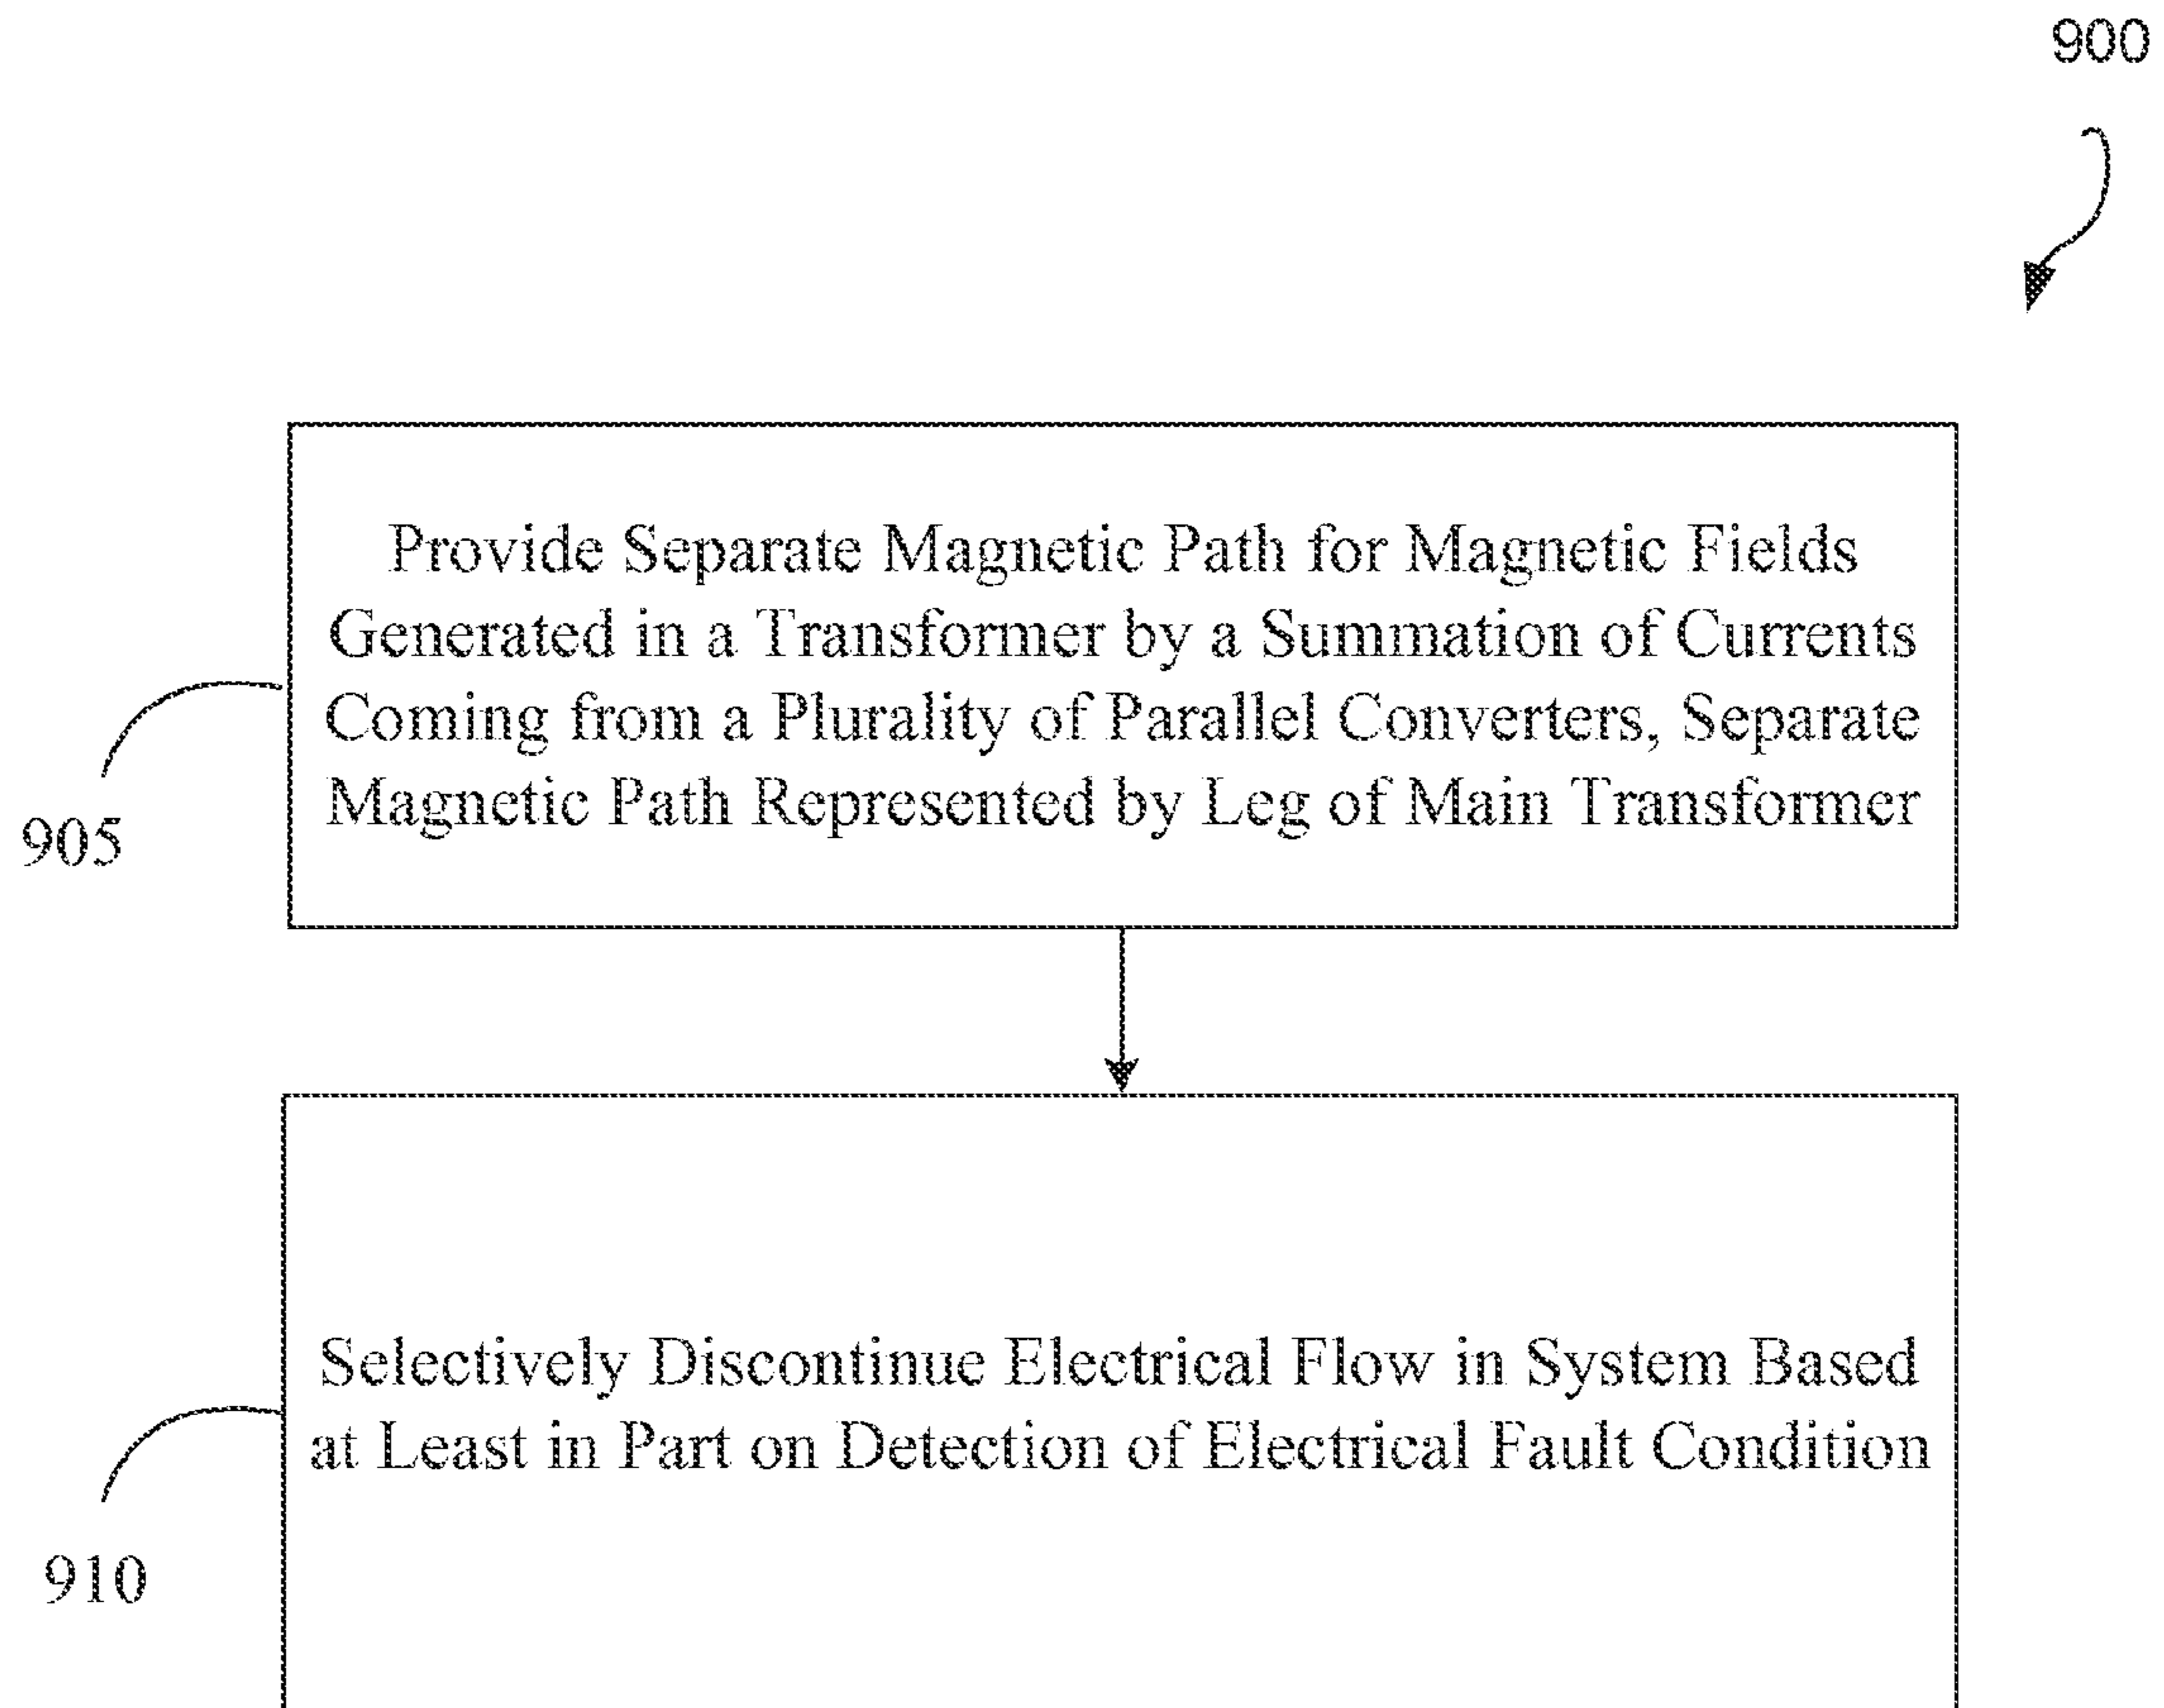 900
Provide Separate Magnetic Path for Magnetic Fields
Generated in a Transformer by a Summation of Currents
Coming from a Plurality of Parallel Converters, Separate
Magnetic Path Represented by Leg of Main Transformer
905
Selectively Discontinue Electrical Flow in System Based
at Least in Part on Detection of Electrical Fault Condition
910